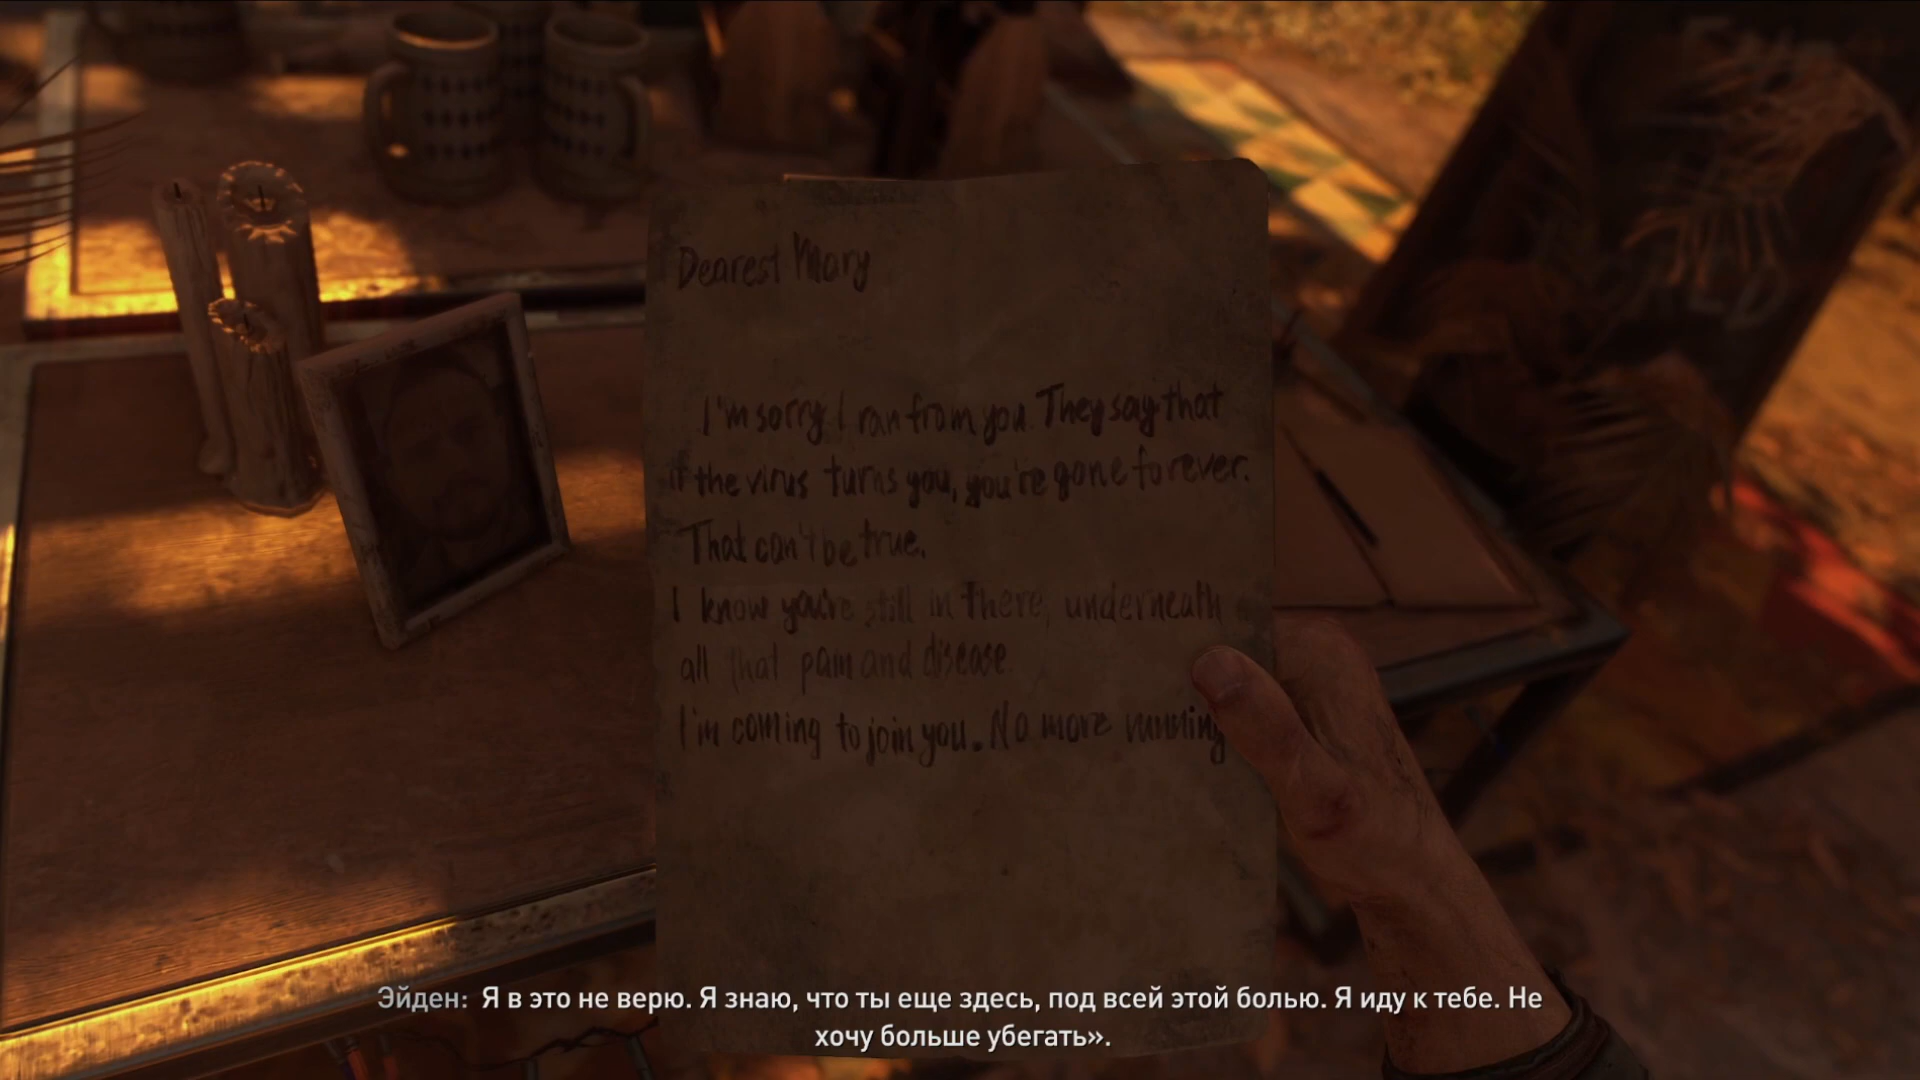 Dearest Mary
I'm sorry I ran from you. They say that
if the virus turns you, you're gone forever.
That can't be true.
I know you're still in there, underneath
all that pain and disease.
I'm coming to join you. No more running
Эйден: Я в это не верю. Я знаю, что ты еще здесь, под всей этой болью. Я иду к тебе. Не
хочу больше убегать».